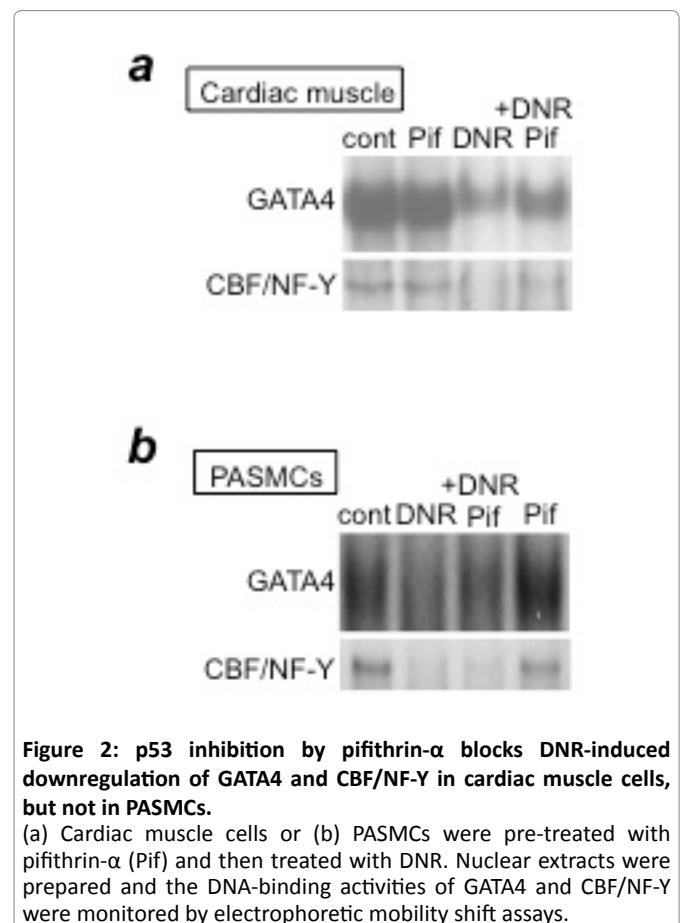 a
Cardiac muscle
+DNR
cont Pif DNR Pif
GATA4
CBF/NF-Y
b
PASMCs
+DNR
cont DNR Pif Pif
GATA4
CBF/NF-Y
Figure 2: p53 inhibition by pifithrin-α blocks DNR-induced
downregulation of GATA4 and CBF/NF-Y in cardiac muscle cells,
but not in PASMCs.
(a) Cardiac muscle cells or (b) PASMCs were pre-treated with
pifithrin-α (Pif) and then treated with DNR. Nuclear extracts were
prepared and the DNA-binding activities of GATA4 and CBF/NF-Y
were monitored by electrophoretic mobility shift assays.